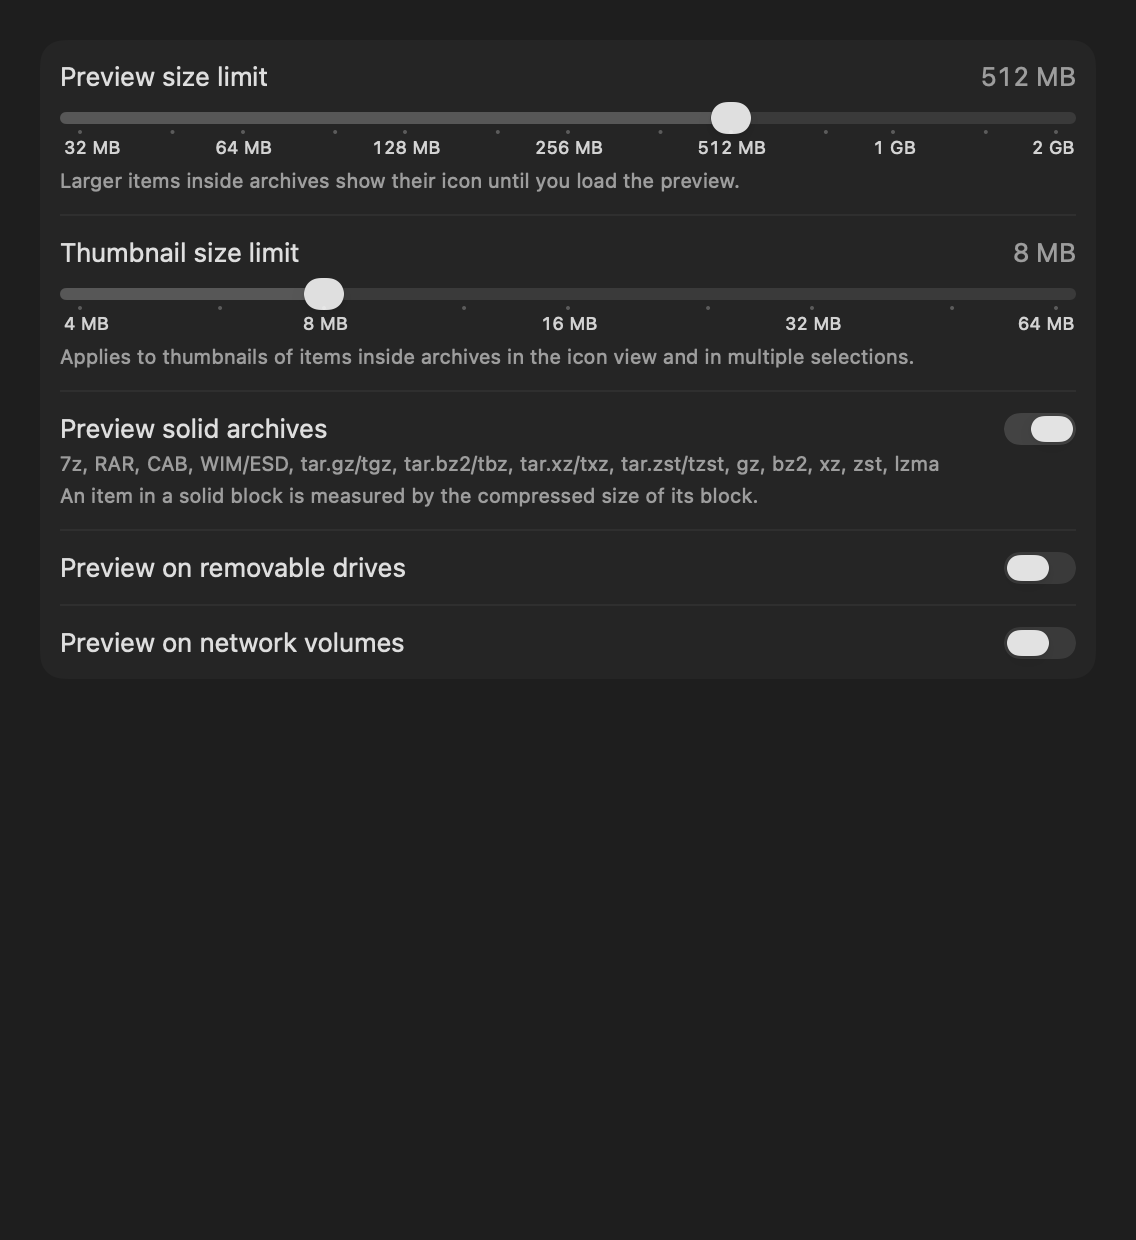 Preview size limit
512 MB
32 MB 64 MB 128 MB 256 MB 512 MB 1 GB 2 GB
Larger items inside archives show their icon until you load the preview.
Thumbnail size limit
8 MB
4 MB 8 MB 16 MB 32 MB 64 MB
Applies to thumbnails of items inside archives in the icon view and in multiple selections.
Preview solid archives
7z, RAR, CAB, WIM/ESD, tar.gz/tgz, tar.bz2/tbz, tar.xz/txz, tar.zst/tzst, gz, bz2, xz, zst, lzma
An item in a solid block is measured by the compressed size of its block.
Preview on removable drives
Preview on network volumes